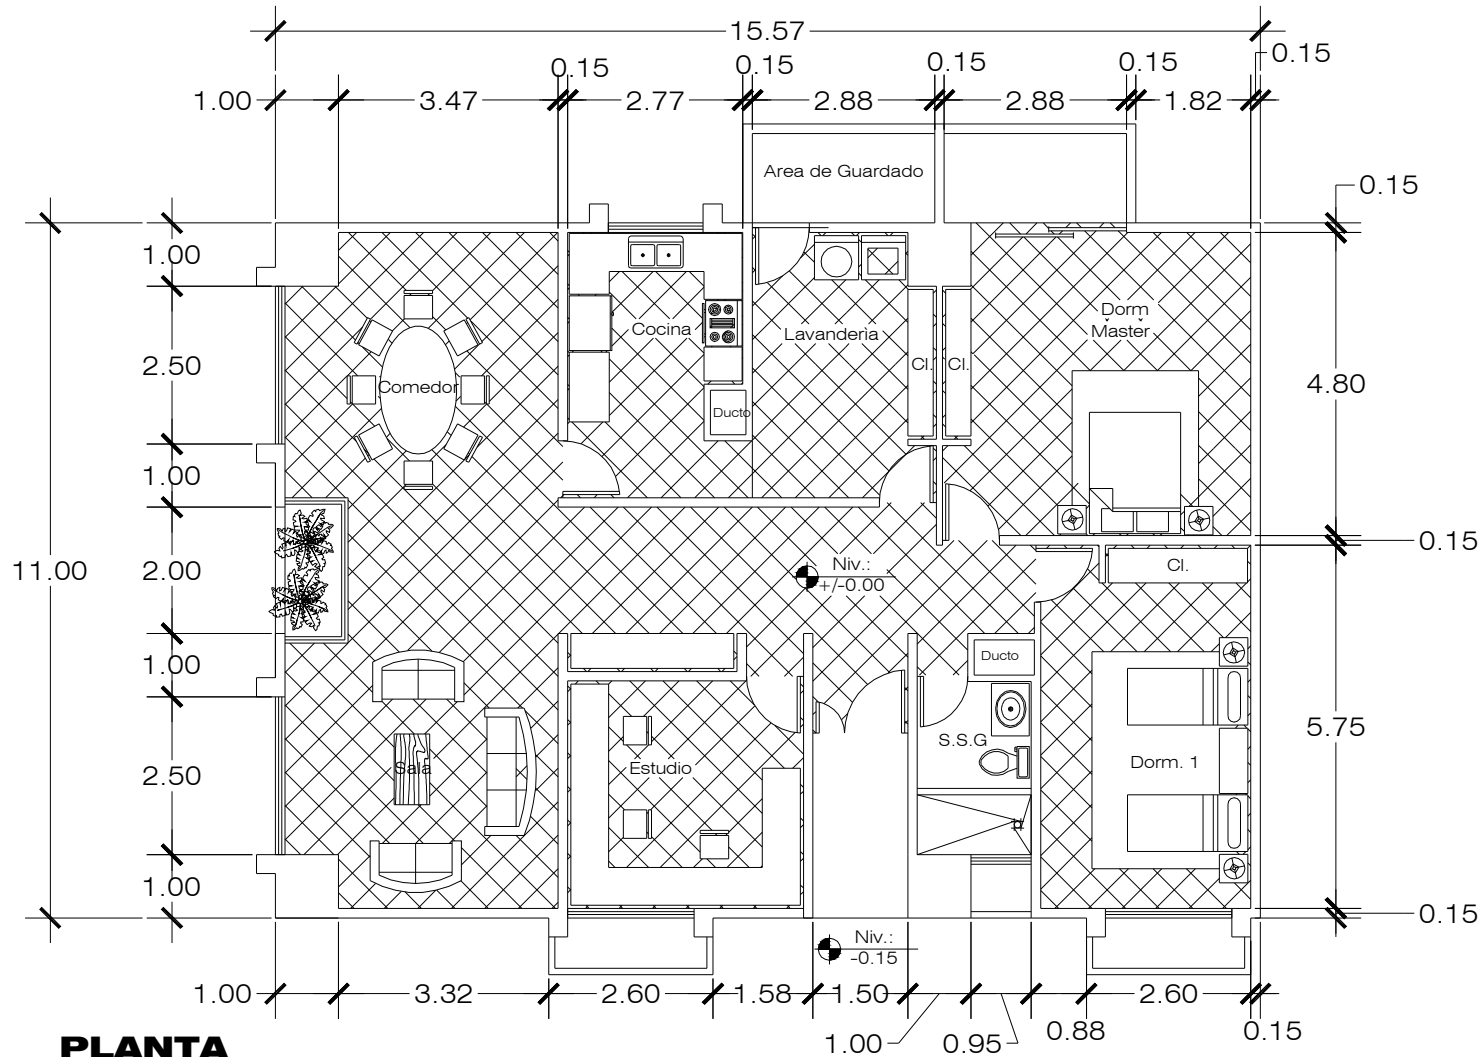 15.57
0.15
0.15
0.15
0.15
0.15
1.00
3.47
2.77
2.88
2.88
1.82
Area de Guardado
0.15
1.00
Dorm
Master
Cocina
Lavanderia
2.50
Comedor
Cl.
Cl.
4.80
Ducto
1.00
0.15
11.00
2.00
Niv.:
+/-0.00
Cl.
1.00
Ducto
5.75
S.S.G
2.50
Sala
Estudio
Dorm. 1
1.00
0.15
Niv.:
-0.15
1.00
3.32
2.60
1.58
1.50
2.60
1.00
0.95
0.88
0.15
PLANTA